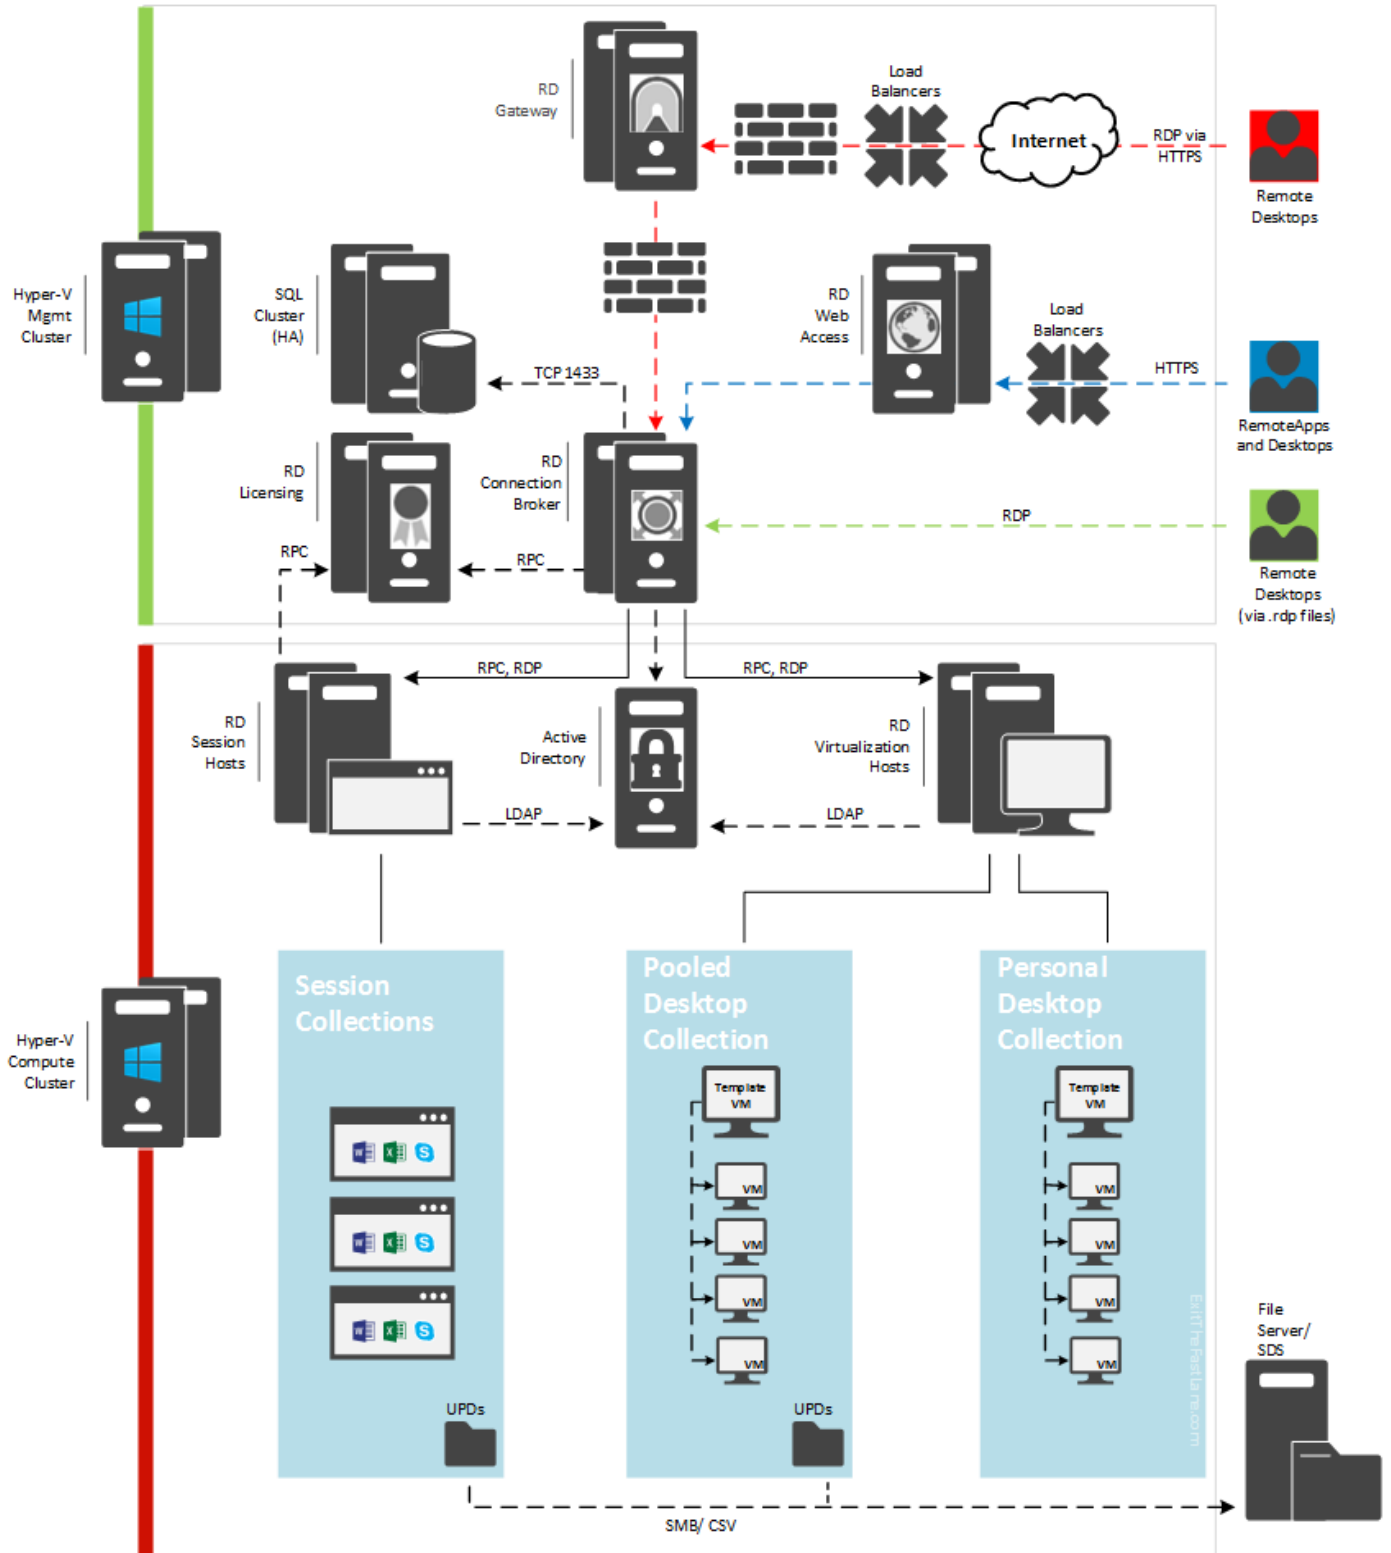 RD
Gateway
Load
Balancers
Internet
RDP via
HTTPS
Remote
Desktops
Hyper-V
Mgmt
Cluster
SQL
Cluster
(HA)
RD
Web
Access
Load
Balancers
HTTPS
TCP 1433
RemoteApps
and Desktops
RD
Licensing
RD
Connection
Broker
RDP
RPC
RPC
Remote
Desktops
(via .rdp files)
RPC, RDP
RPC, RDP
RD
Session
Hosts
Active
Directory
RD
Virtualization
Hosts
LDAP
LDAP
Hyper-V
Compute
Cluster
Session
Collections
Pooled
Desktop
Collection
Template
VM
VM
VM
VM
VM
Personal
Desktop
Collection
Template
VM
VM
VM
VM
VM
UPDs
UPDs
ExitTheFastLane.com
File
Server/
SDS
SMB/ CSV